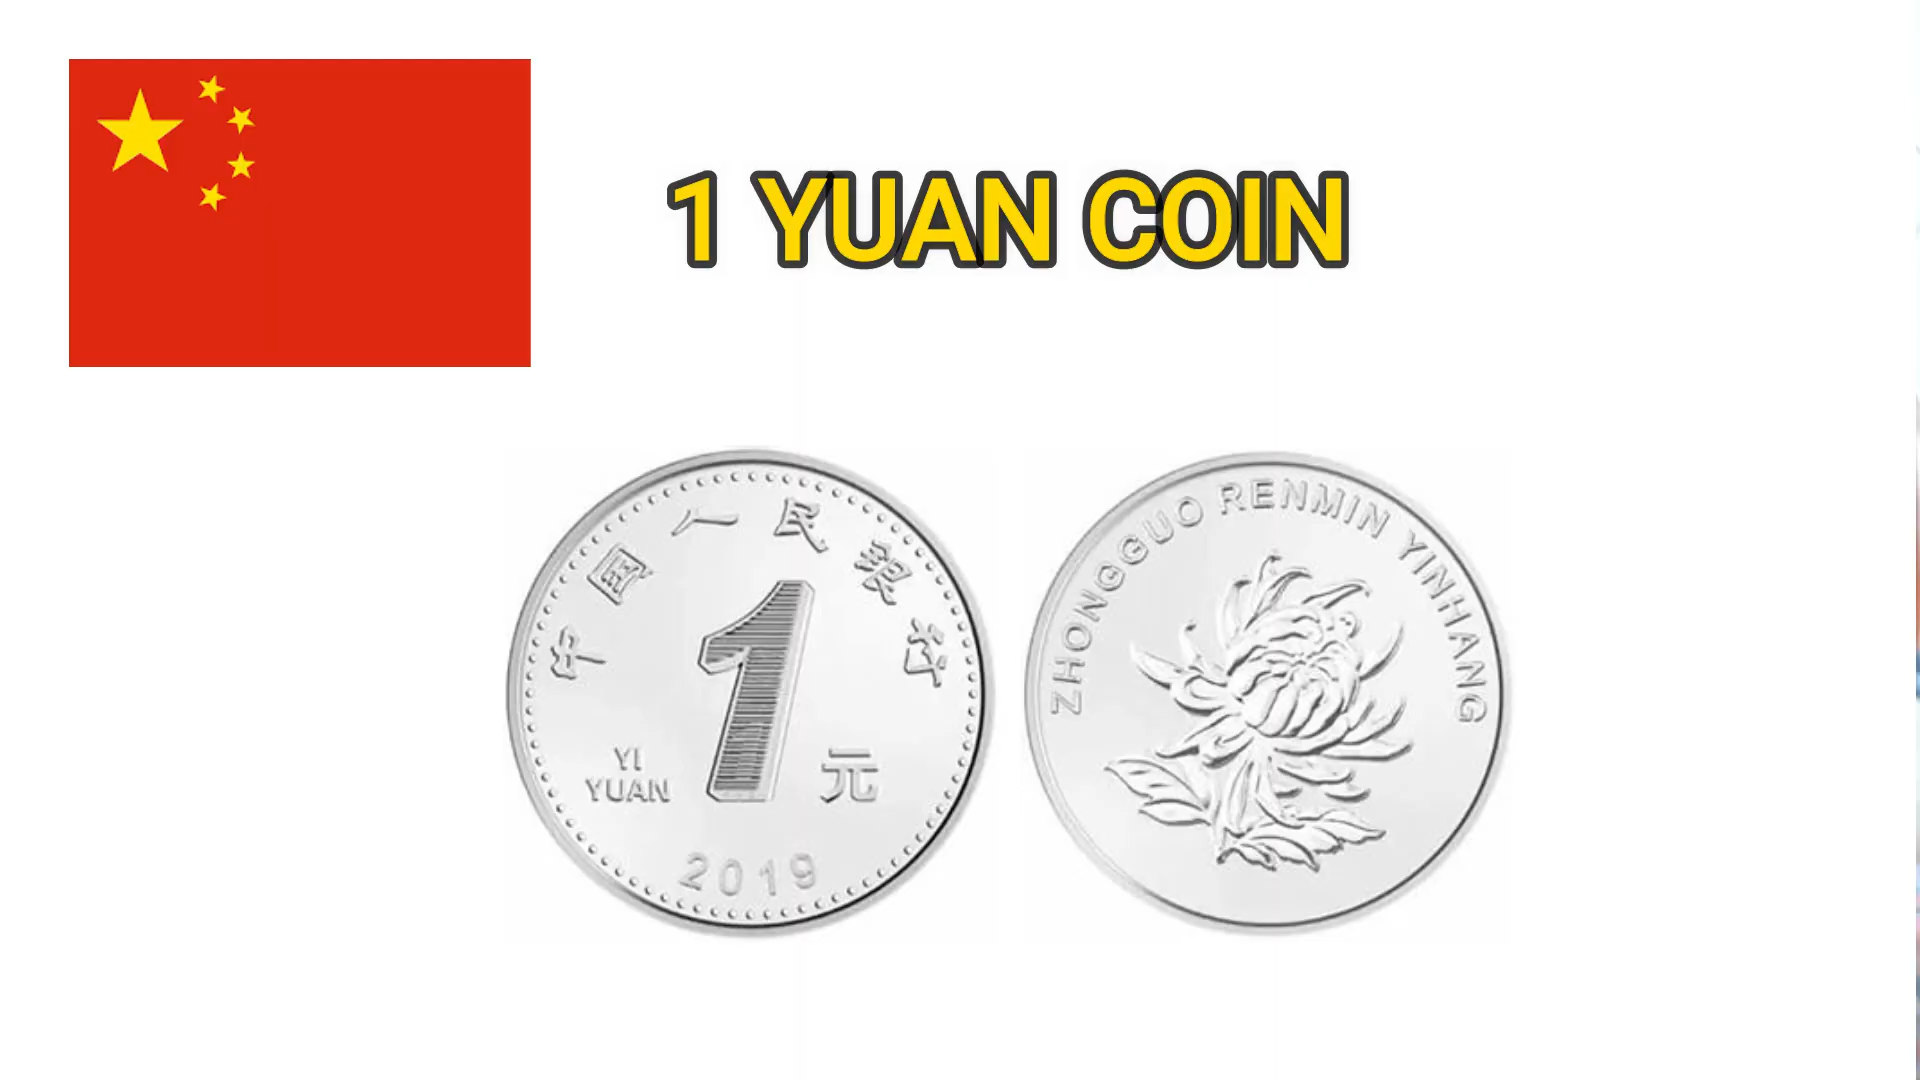 1 YUAN COIN
中国人民银行
1
YI
YUAN
元
2019
ZHONGGUO RENMIN YINHANG